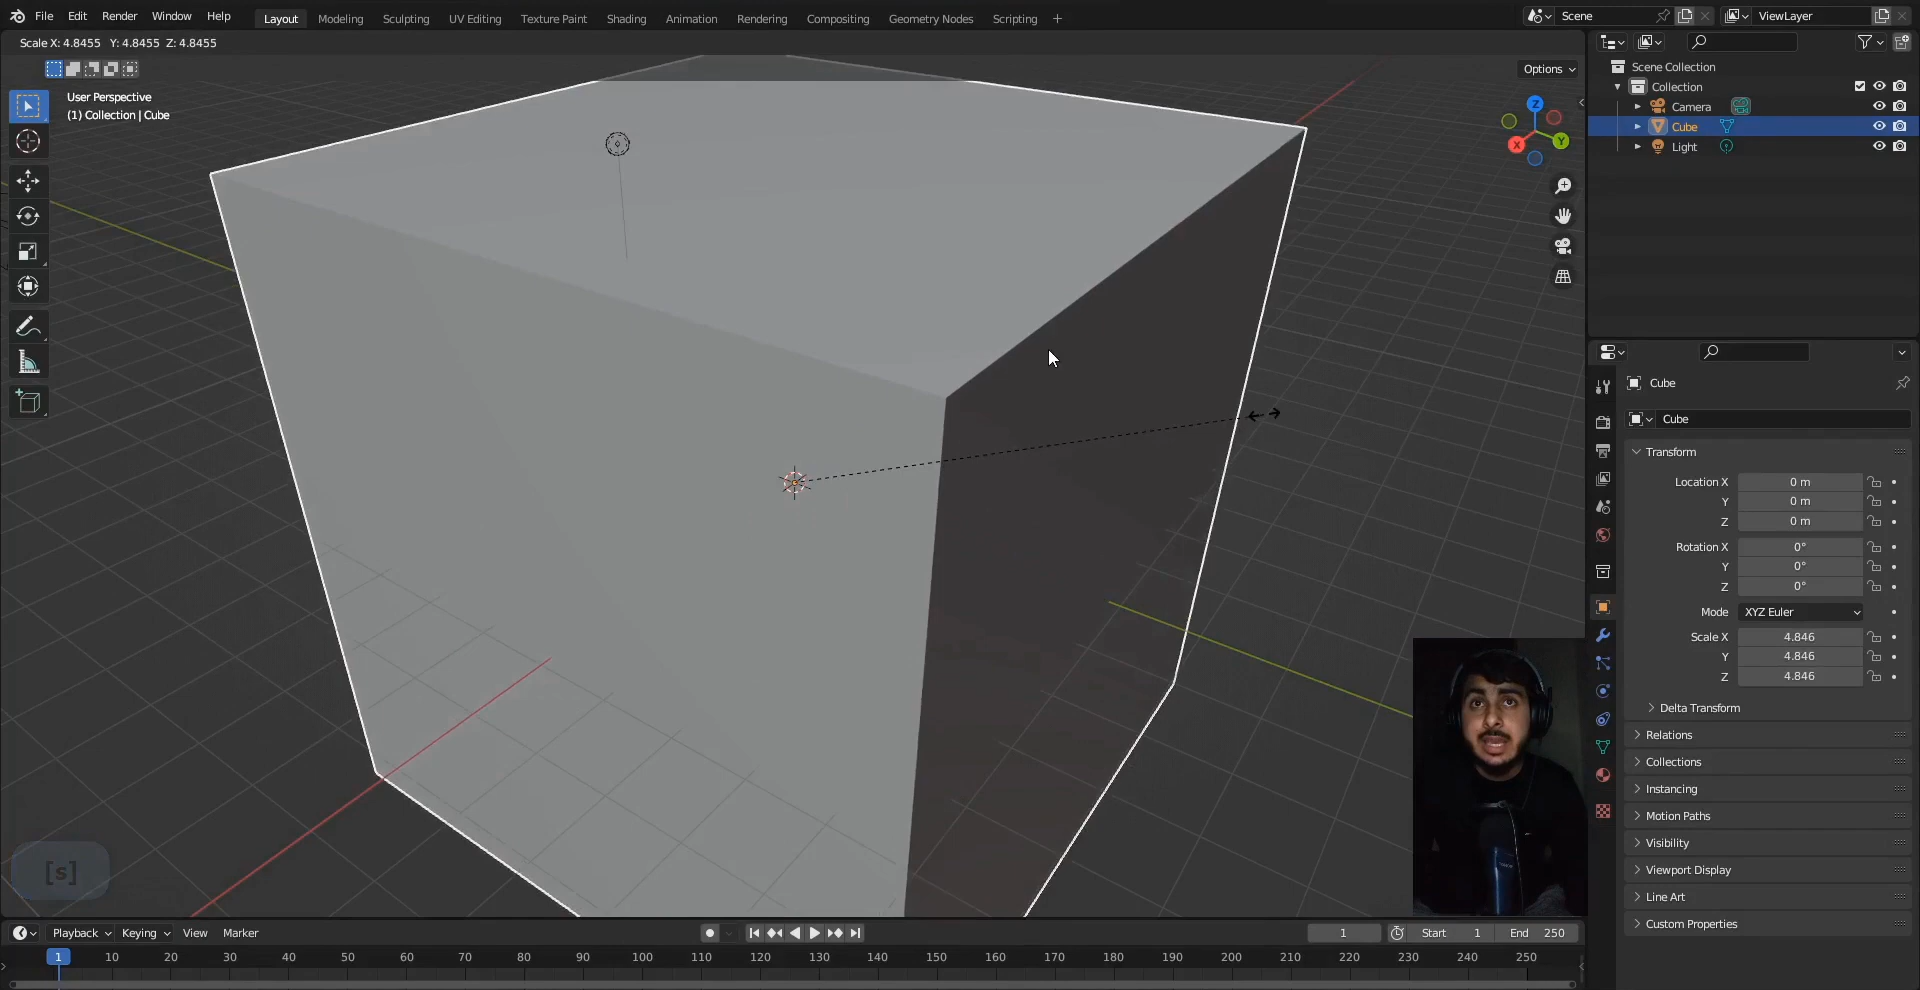 File Edit Render Window Help Layout Modeling Sculpting UV Editing Texture Paint Shading Animation Rendering Compositing Geometry Nodes Scripting + Scene ViewLayer
Scale X: 4.8455 Y: 4.8455 Z: 4.8455
Options
User Perspective
(1) Collection | Cube
Z
Y
X
Scene Collection
Collection
Camera
Cube
Light
Cube
Cube
Transform
Location X 0 m
Y 0 m
Z 0 m
Rotation X 0°
Y 0°
Z 0°
Mode XYZ Euler
Scale X 4.846
Y 4.846
Z 4.846
Delta Transform
Relations
Collections
Instancing
Motion Paths
Visibility
Viewport Display
Line Art
Custom Properties
[s]
Playback Keying View Marker 1 Start 1 End 250
1 10 20 30 40 50 60 70 80 90 100 110 120 130 140 150 160 170 180 190 200 210 220 230 240 250